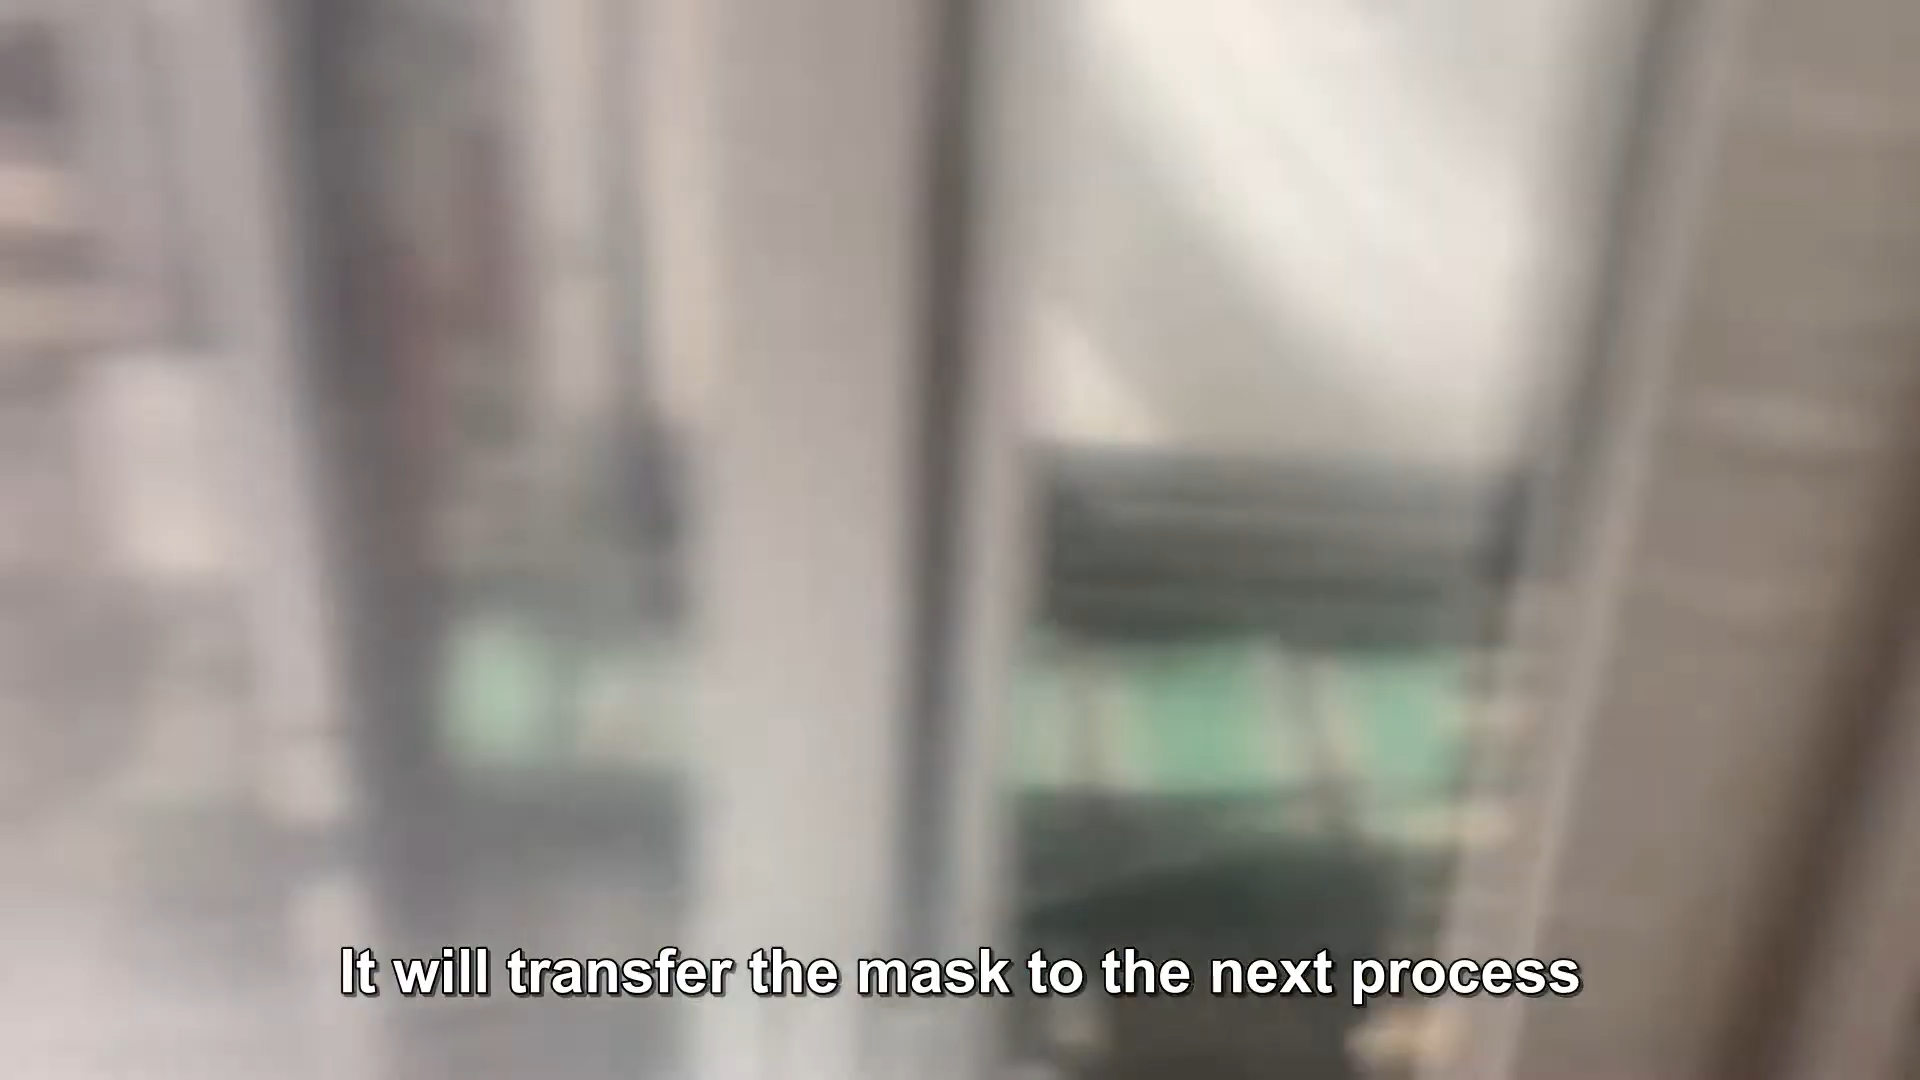 It will transfer the mask to the next process